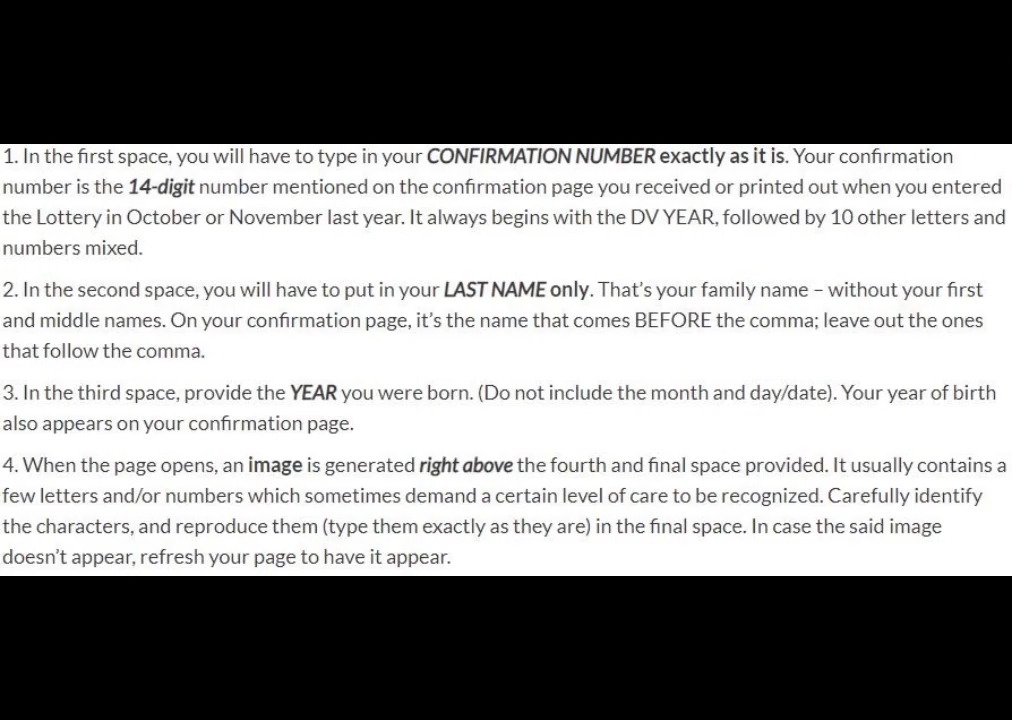 1. In the first space, you will have to type in your CONFIRMATION NUMBER exactly as it is. Your confirmation
number is the 14-digit number mentioned on the confirmation page you received or printed out when you entered
the Lottery in October or November last year. It always begins with the DV YEAR, followed by 10 other letters and
numbers mixed.
2. In the second space, you will have to put in your LAST NAME only. That’s your family name – without your first
and middle names. On your confirmation page, it’s the name that comes BEFORE the comma; leave out the ones
that follow the comma.
3. In the third space, provide the YEAR you were born. (Do not include the month and day/date). Your year of birth
also appears on your confirmation page.
4. When the page opens, an image is generated right above the fourth and final space provided. It usually contains a
few letters and/or numbers which sometimes demand a certain level of care to be recognized. Carefully identify
the characters, and reproduce them (type them exactly as they are) in the final space. In case the said image
doesn’t appear, refresh your page to have it appear.